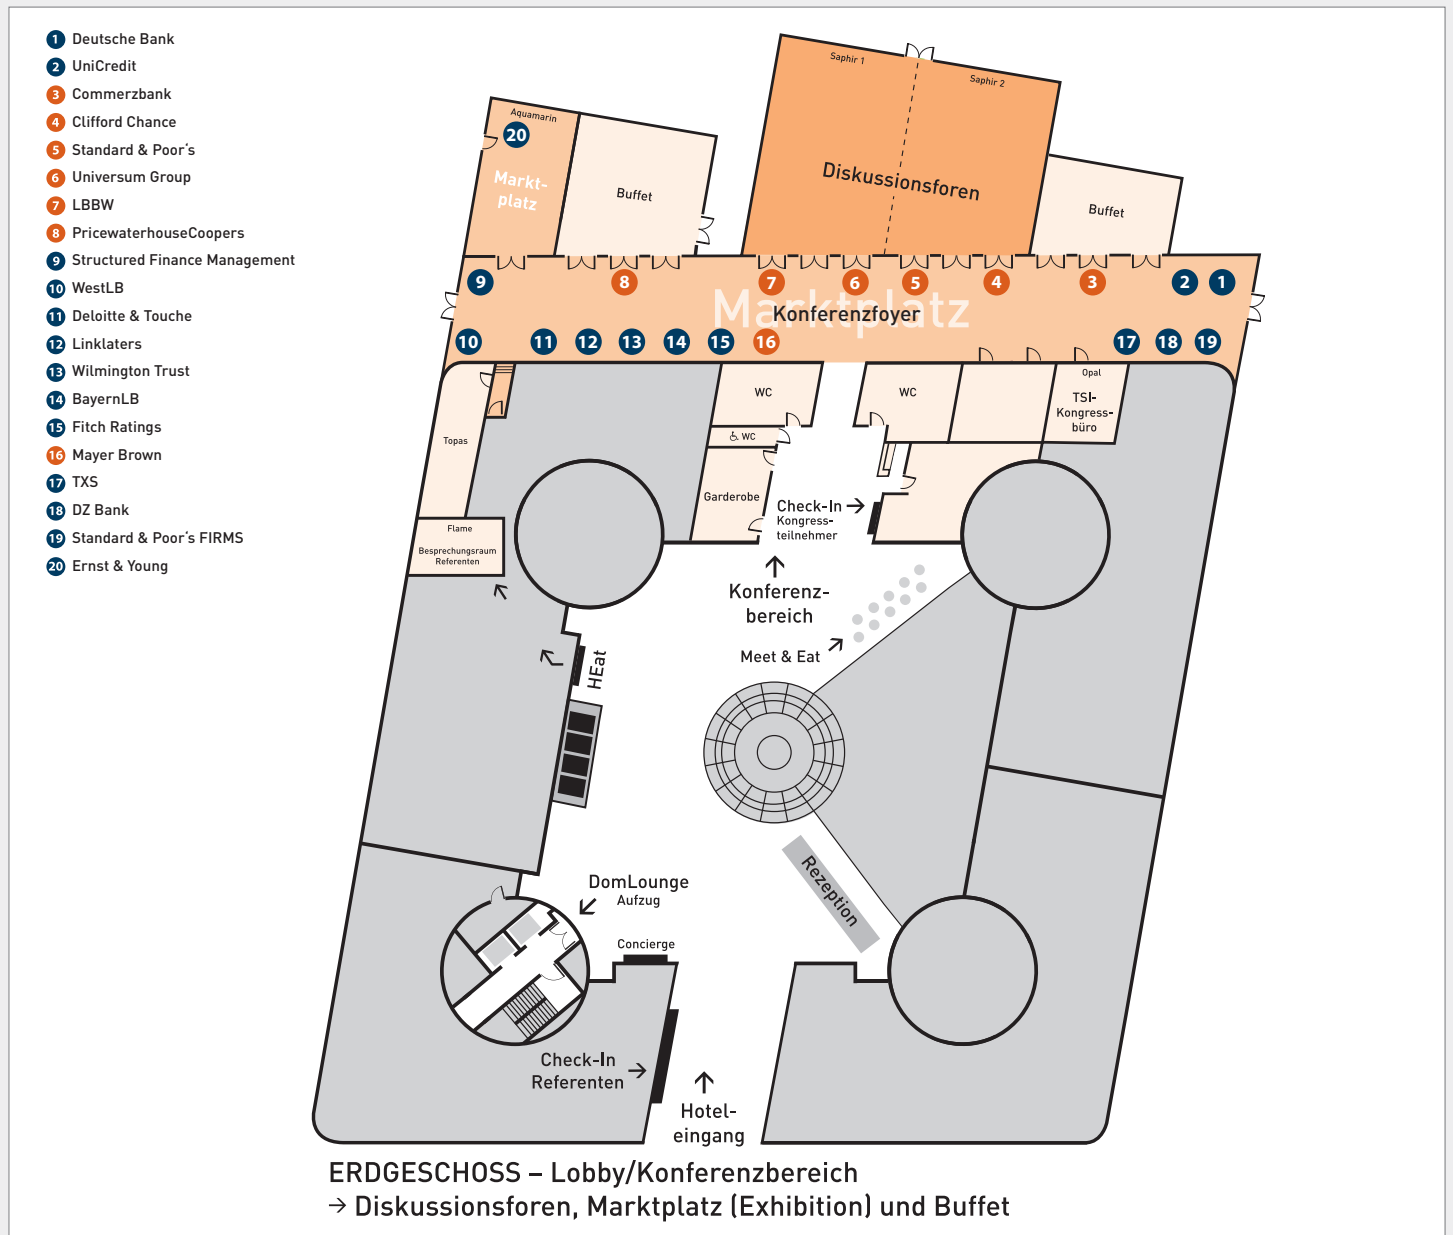 1 Deutsche Bank
2 UniCredit
3 Commerzbank
4 Clifford Chance
5 Standard & Poor´s
6 Universum Group
7 LBBW
8 PricewaterhouseCoopers
9 Structured Finance Management
10 WestLB
11 Deloitte & Touche
12 Linklaters
13 Wilmington Trust
14 BayernLB
15 Fitch Ratings
16 Mayer Brown
17 TXS
18 DZ Bank
19 Standard & Poor´s FIRMS
20 Ernst & Young
Saphir 1
Saphir 2
Aquamarin
20
Markt-
platz
Buffet
Diskussionsforen
Buffet
9
8
7
6
5
4
3
2
1
Marktplatz
Konferenzfoyer
10
11
12
13
14
15
16
17
18
19
WC
WC
Opal
TSI-
Kongress-
büro
Topas
WC
Garderobe
Check-In →
Kongress-
teilnehmer
Flame
Besprechungsraum
Referenten
Konferenz-
bereich
Meet & Eat
HEat
Rezeption
DomLounge
Aufzug
Concierge
Check-In
Referenten →
Hotel-
eingang
ERDGESCHOSS – Lobby/Konferenzbereich
→ Diskussionsforen, Marktplatz (Exhibition) und Buffet